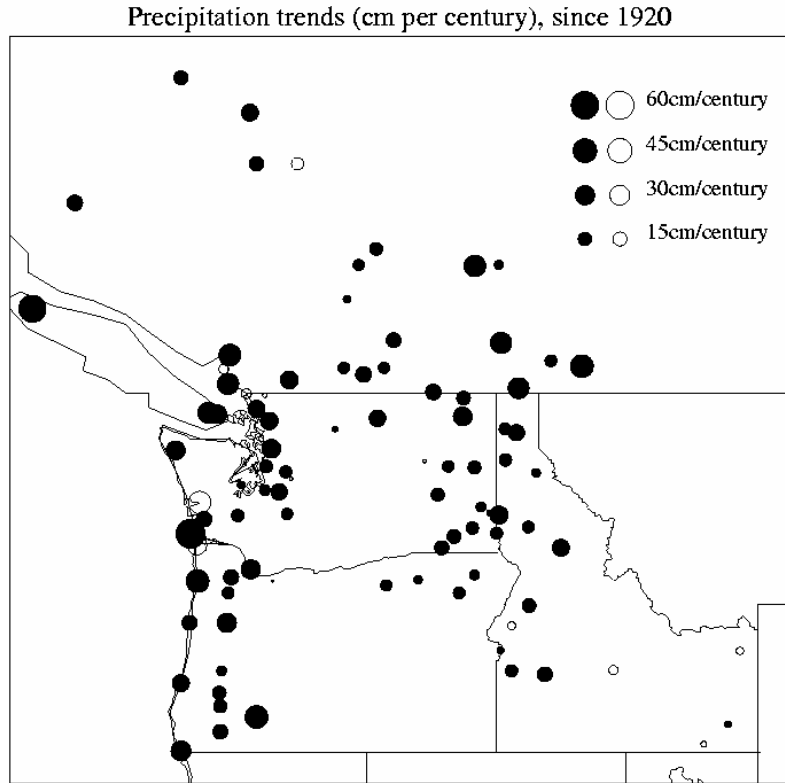 Precipitation trends (cm per century), since 1920
60cm/century
45cm/century
30cm/century
15cm/century